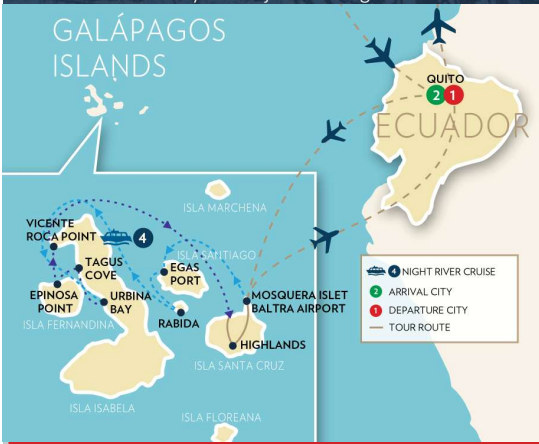 GALÁPAGOS
ISLANDS
QUITO
2 1
ECUADOR
ISLA MARCHENA
VICENTE
ROCA POINT
4
ISLA SANTIAGO
TAGUS
COVE
EGAS
PORT
EPINOSA
POINT
URBINA
BAY
RABIDA
MOSQUERA ISLET
BALTRA AIRPORT
ISLA FERNANDINA
HIGHLANDS
ISLA SANTA CRUZ
ISLA ISABELA
ISLA FLOREANA
4 NIGHT RIVER CRUISE
2 ARRIVAL CITY
1 DEPARTURE CITY
TOUR ROUTE